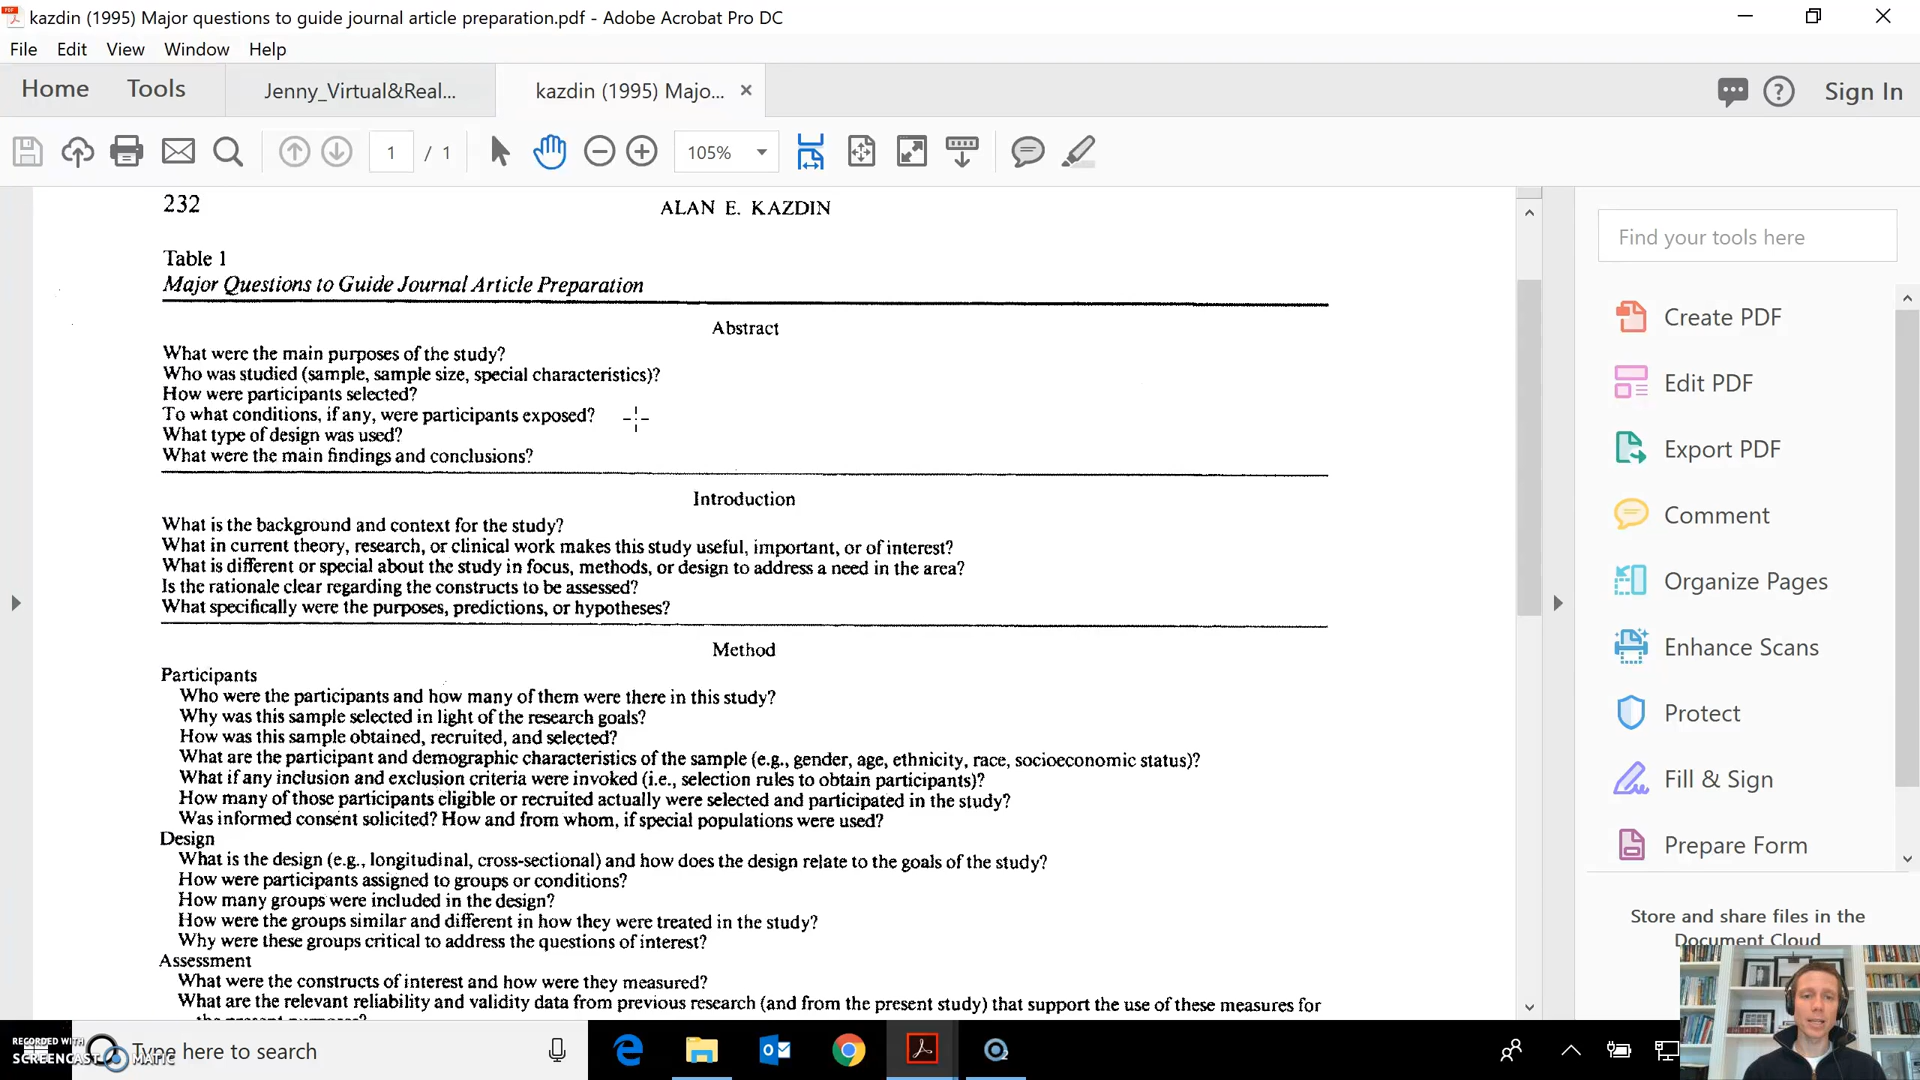 kazdin (1995) Major questions to guide journal article preparation.pdf - Adobe Acrobat Pro DC
File Edit View Window Help
Home Tools Jenny_Virtual&Real... kazdin (1995) Majo... Sign In
1 / 1 105%
232 ALAN E. KAZDIN
Table 1
Major Questions to Guide Journal Article Preparation
Abstract
What were the main purposes of the study?
Who was studied (sample, sample size, special characteristics)?
How were participants selected?
To what conditions, if any, were participants exposed?
What type of design was used?
What were the main findings and conclusions?
Introduction
What is the background and context for the study?
What in current theory, research, or clinical work makes this study useful, important, or of interest?
What is different or special about the study in focus, methods, or design to address a need in the area?
Is the rationale clear regarding the constructs to be assessed?
What specifically were the purposes, predictions, or hypotheses?
Method
Participants
Who were the participants and how many of them were there in this study?
Why was this sample selected in light of the research goals?
How was this sample obtained, recruited, and selected?
What are the participant and demographic characteristics of the sample (e.g., gender, age, ethnicity, race, socioeconomic status)?
What if any inclusion and exclusion criteria were invoked (i.e., selection rules to obtain participants)?
How many of those participants eligible or recruited actually were selected and participated in the study?
Was informed consent solicited? How and from whom, if special populations were used?
Design
What is the design (e.g., longitudinal, cross-sectional) and how does the design relate to the goals of the study?
How were participants assigned to groups or conditions?
How many groups were included in the design?
How were the groups similar and different in how they were treated in the study?
Why were these groups critical to address the questions of interest?
Assessment
What were the constructs of interest and how were they measured?
What are the relevant reliability and validity data from previous research (and from the present study) that support the use of these measures for
Find your tools here
Create PDF
Edit PDF
Export PDF
Comment
Organize Pages
Enhance Scans
Protect
Fill & Sign
Prepare Form
Store and share files in the
Document Cloud
RECORDED WITH
SCREENCAST MATIC
Type here to search